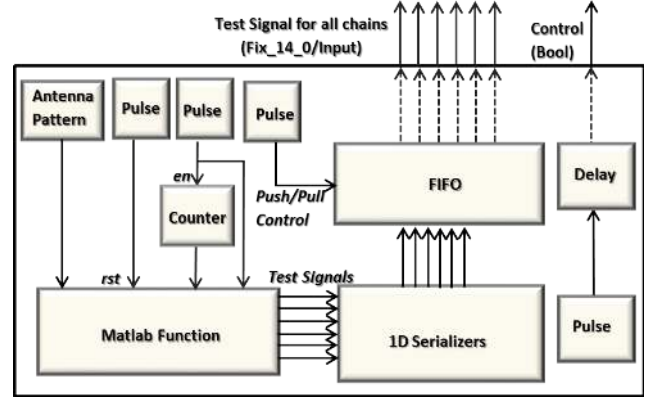 Test Signal for all chains
(Fix_14_0/Input)
Control
(Bool)
Antenna
Pattern
Pulse
Pulse
Pulse
en
Counter
Push/Pull
Control
FIFO
Delay
rst
Test Signals
Matlab Function
1D Serializers
Pulse